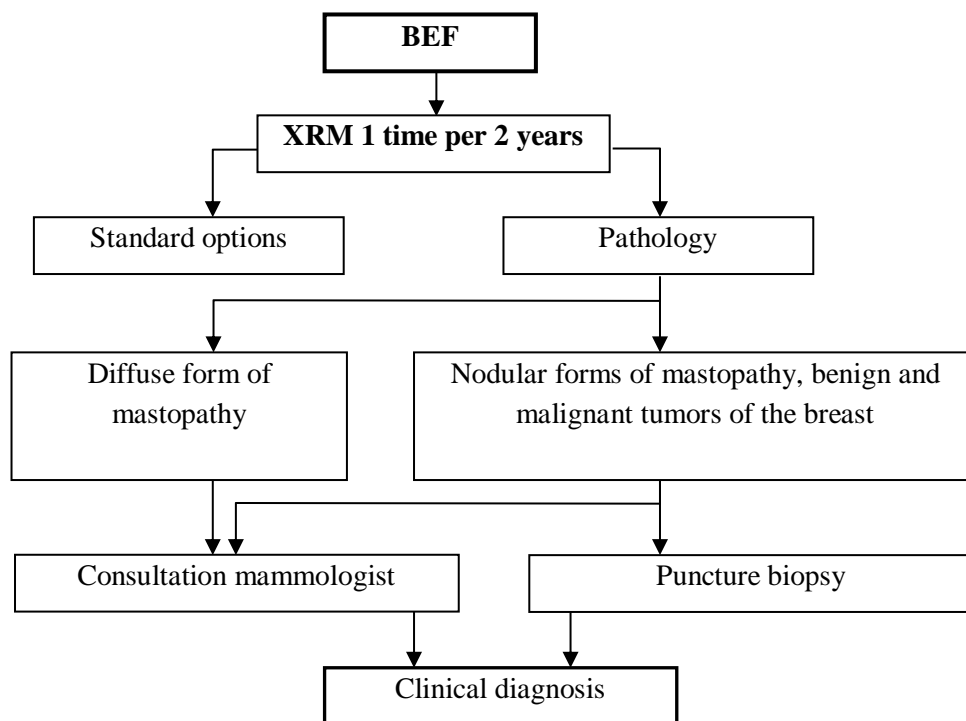 BEF
XRM 1 time per 2 years
Standard options
Pathology
Diffuse form of
mastopathy
Nodular forms of mastopathy, benign and
malignant tumors of the breast
Consultation mammologist
Puncture biopsy
Clinical diagnosis